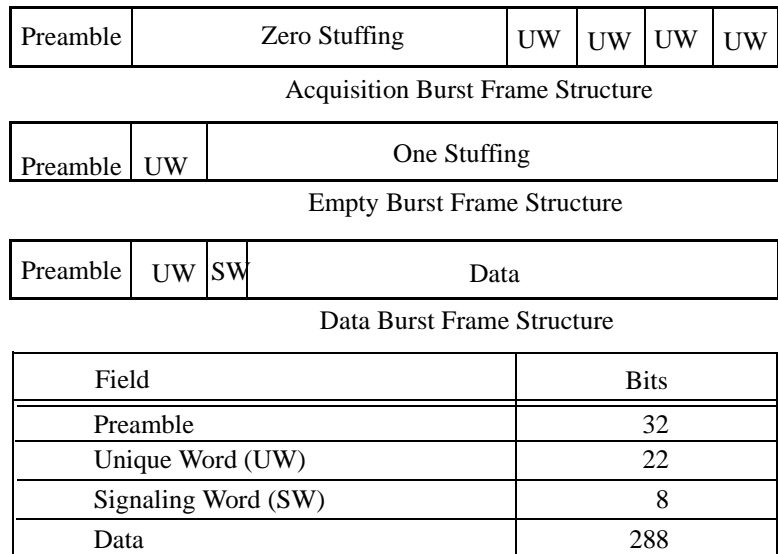 Preamble Zero Stuffing UW UW UW UW
Acquisition Burst Frame Structure
Preamble UW One Stuffing
Empty Burst Frame Structure
Preamble UW SW Data
Data Burst Frame Structure
Field Bits
Preamble 32
Unique Word (UW) 22
Signaling Word (SW) 8
Data 288